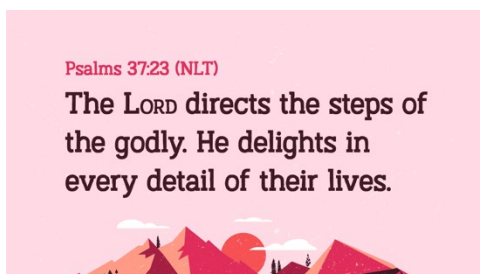 Psalms 37:23 (NLT)
The LORD directs the steps of
the godly. He delights in
every detail of their lives.